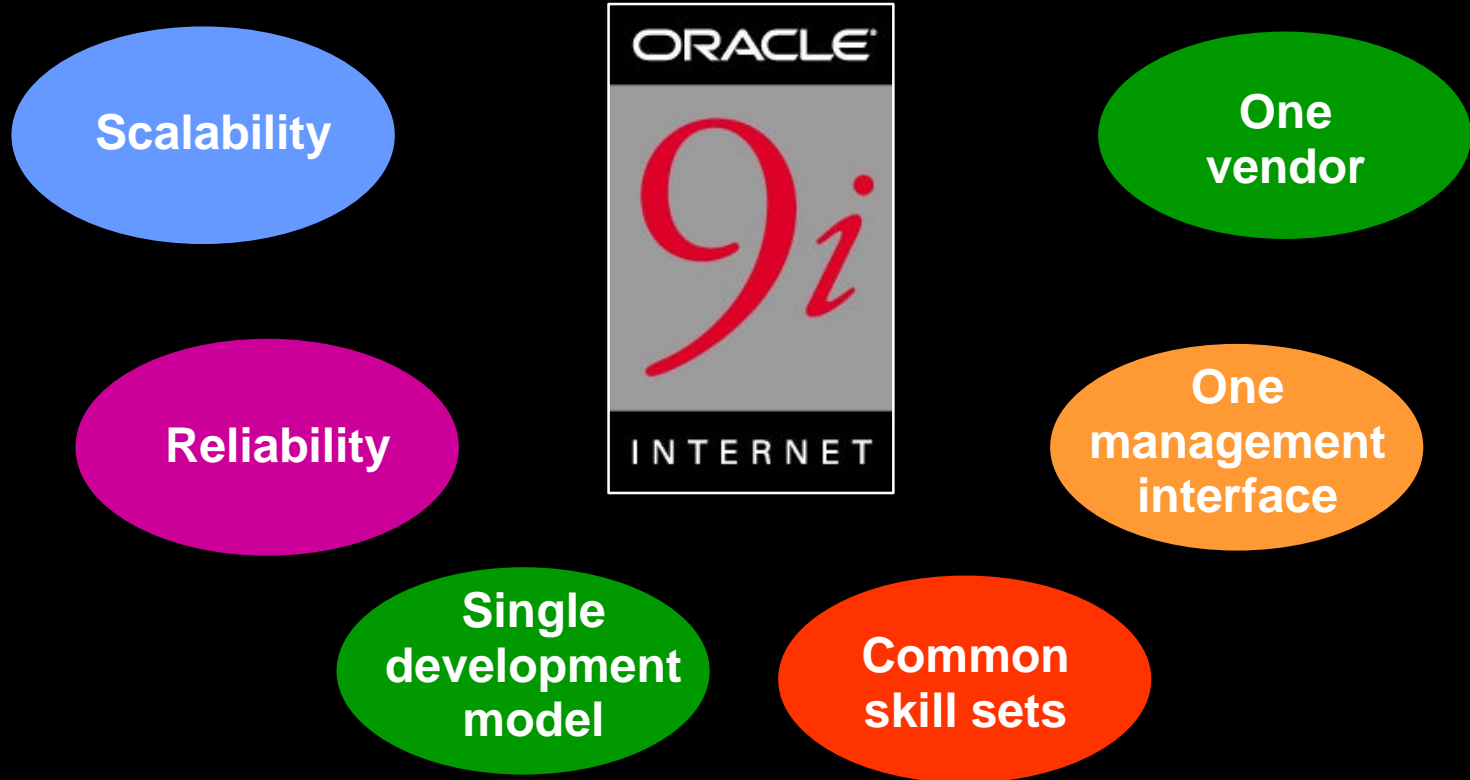 ORACLE®
9i
INTERNET
Scalability
One
vendor
Reliability
One
management
interface
Single
development
model
Common
skill sets